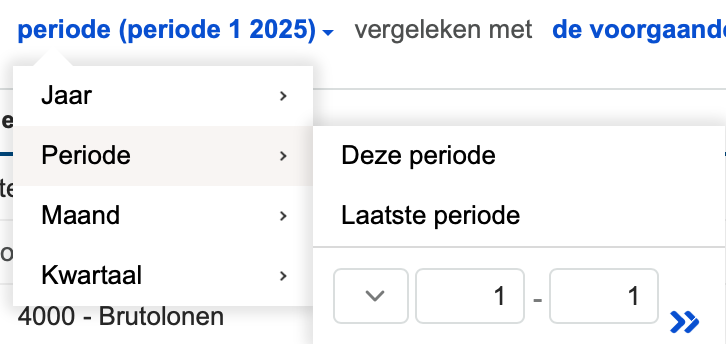 periode (periode 1 2025) vergeleken met de voorgaand
Jaar
Periode
Deze periode
Maand
Laatste periode
Kwartaal
1 - 1
4000 - Brutolonen